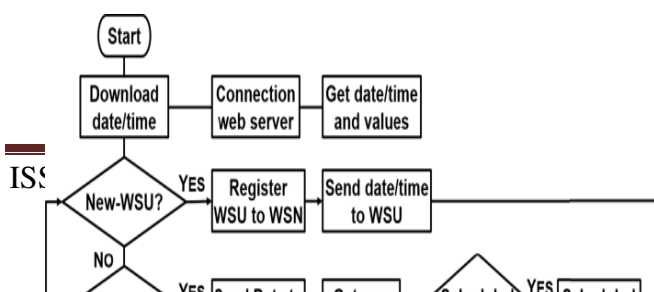 Start
Download
date/time
Connection
web server
Get date/time
and values
New-WSU?
YES
Register
WSU to WSN
Send date/time
to WSU
NO
YES
YES